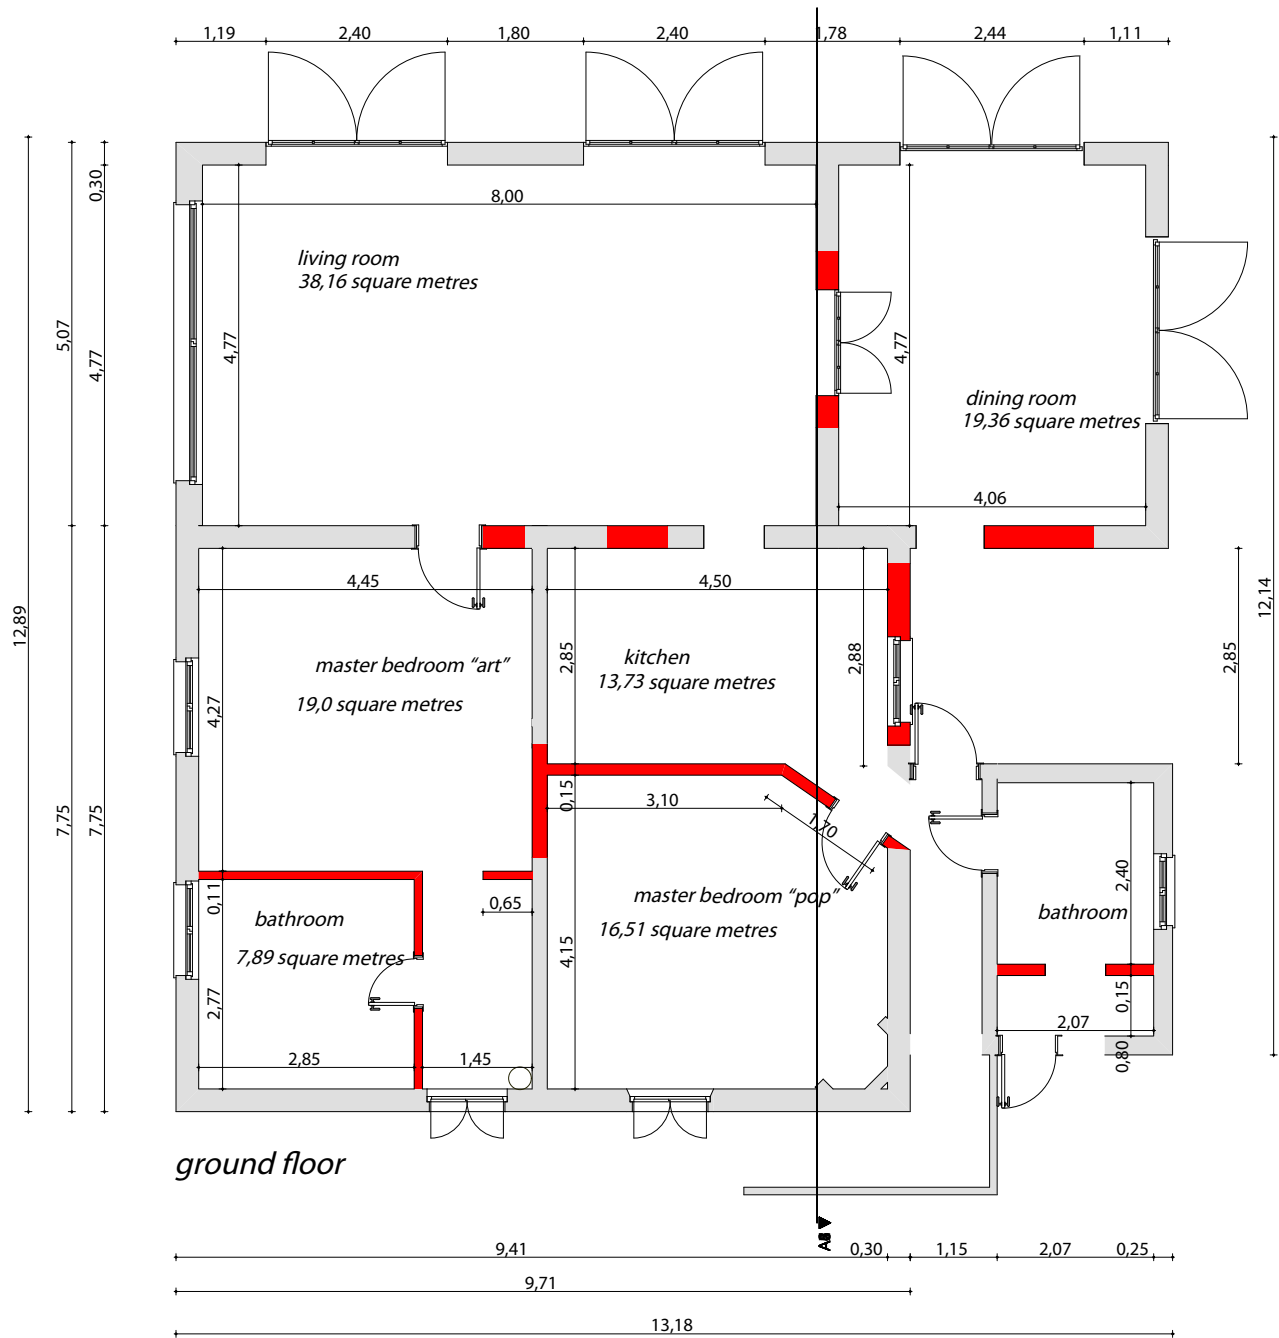 1,19 2,40 1,80 2,40 1,78 2,44 1,11
0,30
8,00
living room
38,16 square metres
5,07
4,77
4,77
4,77
dining room
19,36 square metres
4,06
12,89
12,14
4,45
4,50
2,85
2,88
2,85
kitchen
13,73 square metres
master bedroom “art”
19,0 square metres
4,27
0,15
3,10
1,70
7,75
7,75
0,11
0,65
bathroom
7,89 square metres
master bedroom “pop”
16,51 square metres
4,15
2,40
bathroom
2,77
0,15
2,07
0,80
2,85
1,45
ground floor
A8
9,41 0,30 1,15 2,07 0,25
9,71
13,18